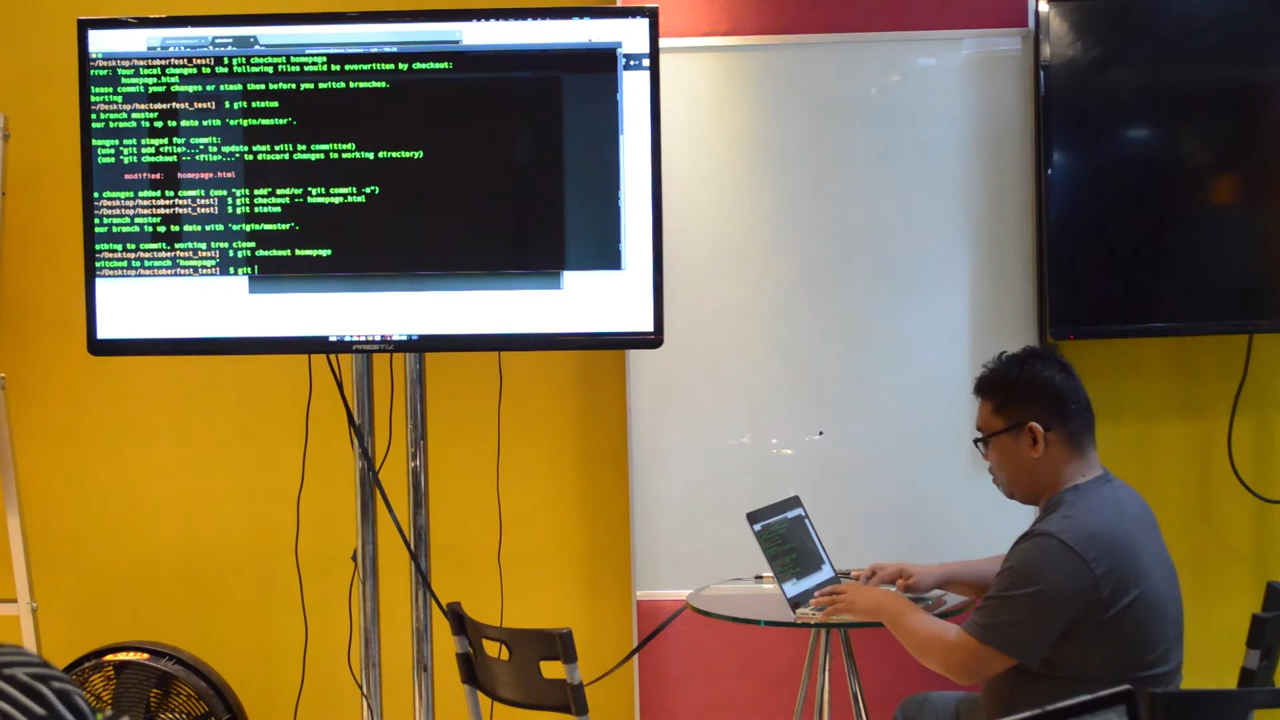 ~/Desktop/hactoberfest_test] $ git checkout homepage
rror: Your local changes to the following files would be overwritten by checkout:
homepage.html
lease commit your changes or stash them before you switch branches.
borting
~/Desktop/hactoberfest_test] $ git status
n branch master
our branch is up to date with 'origin/master'.
hanges not staged for commit:
(use "git add <file>..." to update what will be committed)
(use "git checkout -- <file>..." to discard changes in working directory)
modified: homepage.html
o changes added to commit (use "git add" and/or "git commit -a")
~/Desktop/hactoberfest_test] $ git checkout -- homepage.html
~/Desktop/hactoberfest_test] $ git status
n branch master
our branch is up to date with 'origin/master'.
othing to commit, working tree clean
~/Desktop/hactoberfest_test] $ git checkout homepage
witched to branch 'homepage'
~/Desktop/hactoberfest_test] $ git
PRESTIZ